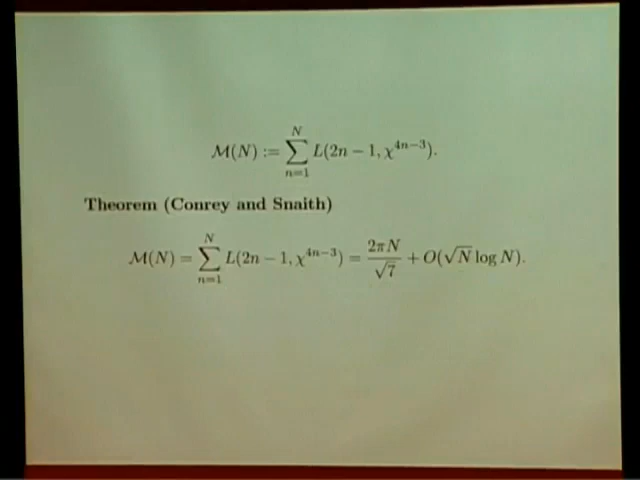 $\mathcal{M}(N) := \sum_{n=1}^{N} L(2n-1, \chi^{4n-3}).$
Theorem (Conrey and Snaith)
$\mathcal{M}(N) = \sum_{n=1}^{N} L(2n-1, \chi^{4n-3}) = \frac{2\pi N}{\sqrt{7}} + O(\sqrt{N} \log N).$